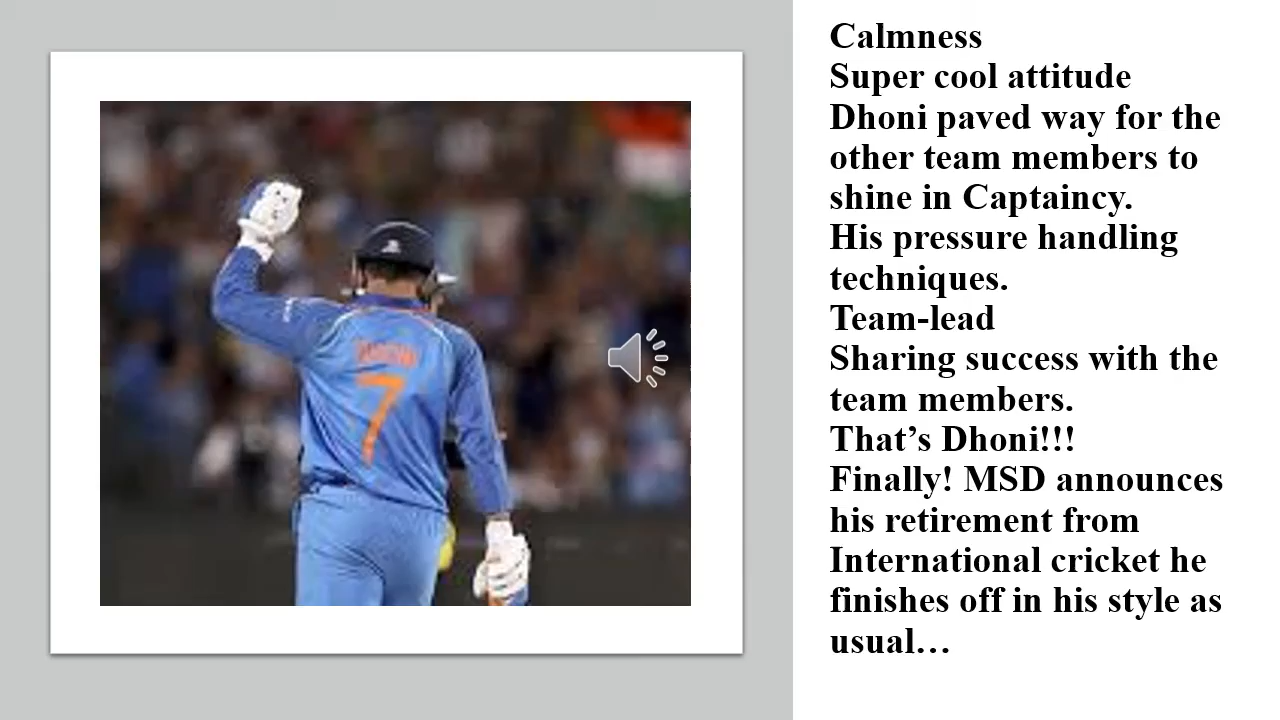 Calmness
Super cool attitude
Dhoni paved way for the
other team members to
shine in Captaincy.
His pressure handling
techniques.
Team-lead
Sharing success with the
team members.
That’s Dhoni!!!
Finally! MSD announces
his retirement from
International cricket he
finishes off in his style as
usual…
7